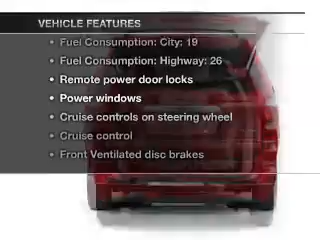 VEHICLE FEATURES
• Fuel Consumption: City: 19
• Fuel Consumption: Highway: 26
• Remote power door locks
• Power windows
• Cruise controls on steering wheel
• Cruise control
• Front Ventilated disc brakes